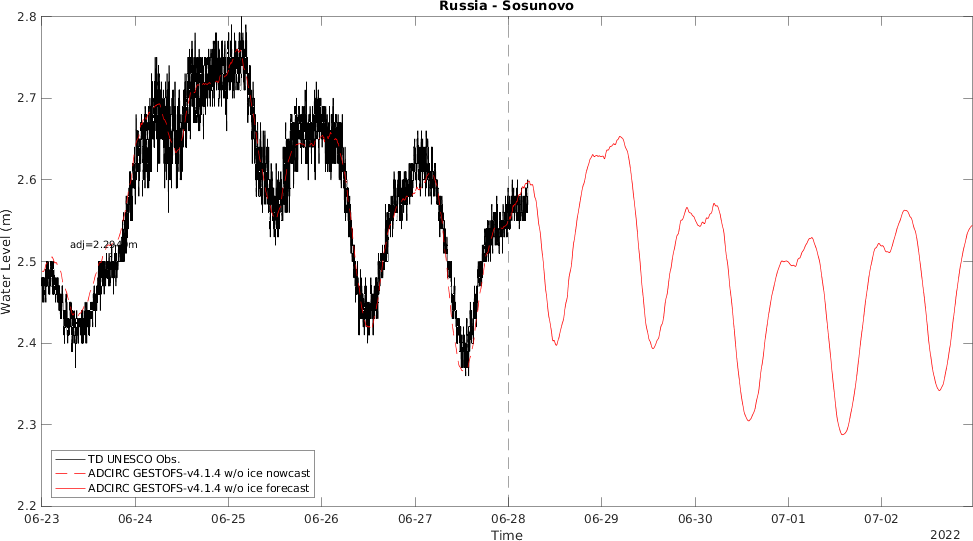 Russia - Sosunovo
2.8
2.7
2.6
2.5
2.4
2.3
2.2
Water Level (m)
TD UNESCO Obs.
ADCIRC GESTOFS-v4.1.4 w/o ice nowcast
ADCIRC GESTOFS-v4.1.4 w/o ice forecast
06-23 06-24 06-25 06-26 06-27 06-28 06-29 06-30 07-01 07-02
Time
2022